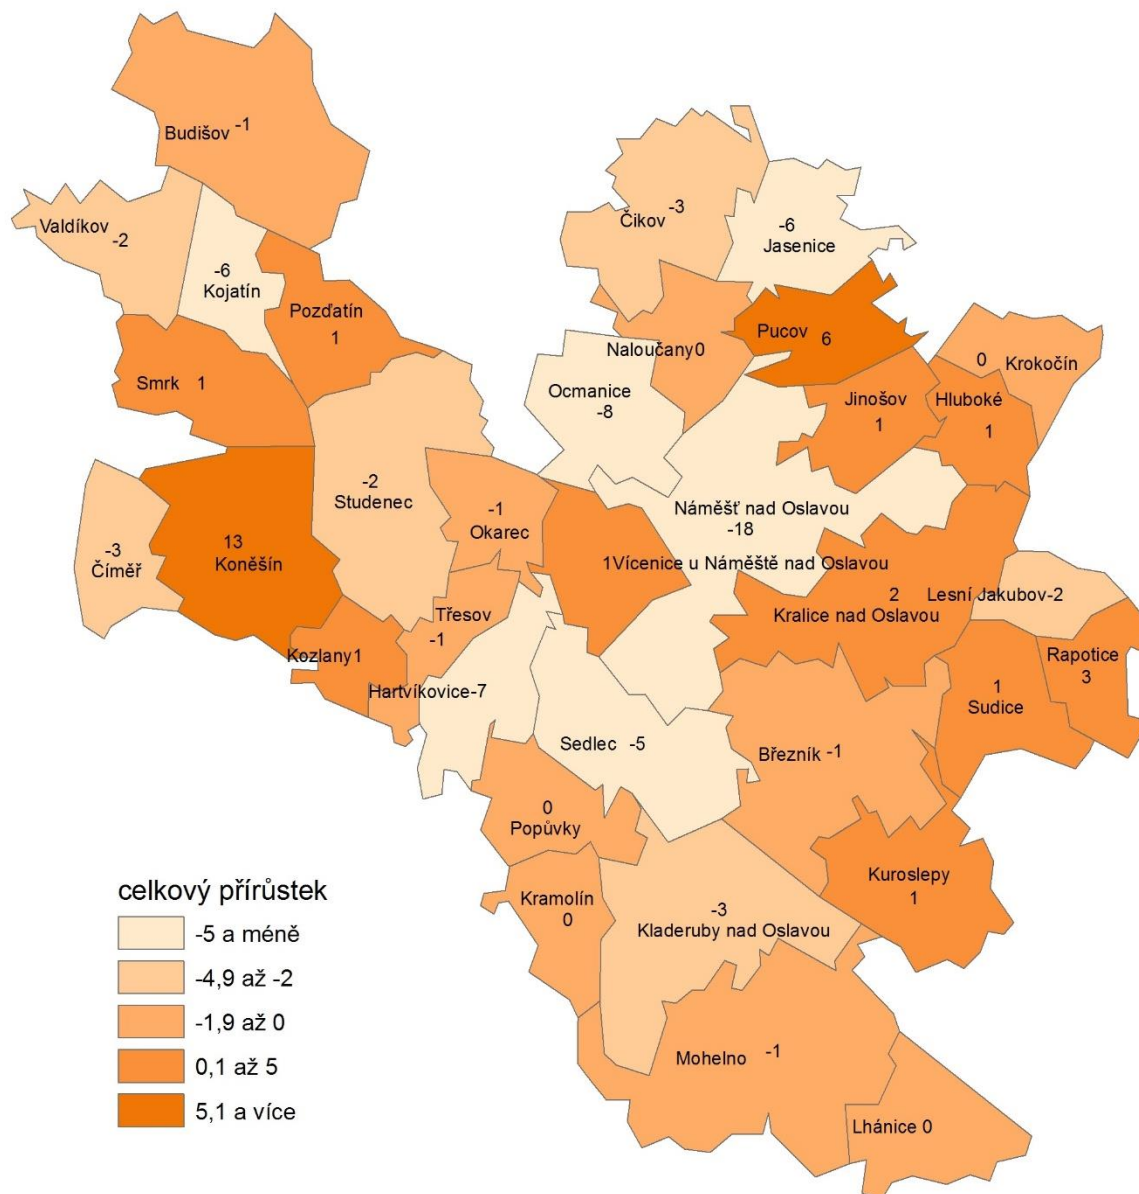 Budišov -1
Valdíkov -2
-6
Kojatín
Pozďatín
1
Smrk 1
Čikov -3
-6
Jasenice
Pucov 6
Naloučany0
Ocmanice
-8
0 Krokočín
Jinošov
1
Hluboké
1
-2
Studenec
-1
Okarec
Náměšť nad Oslavou
-18
-3
Číměř
13
Koněšín
1Vícenice u Náměště nad Oslavou
2
Kralice nad Oslavou
Lesní Jakubov-2
Třesov
-1
Kozlany1
Hartvíkovice-7
Rapotice
3
1
Sudice
Sedlec -5
Březník -1
0
Popůvky
Kuroslepy
1
Kramolín
0
-3
Kladeruby nad Oslavou
Mohelno -1
Lhánice 0
celkový přírůstek
-5 a méně
-4,9 až -2
-1,9 až 0
0,1 až 5
5,1 a více